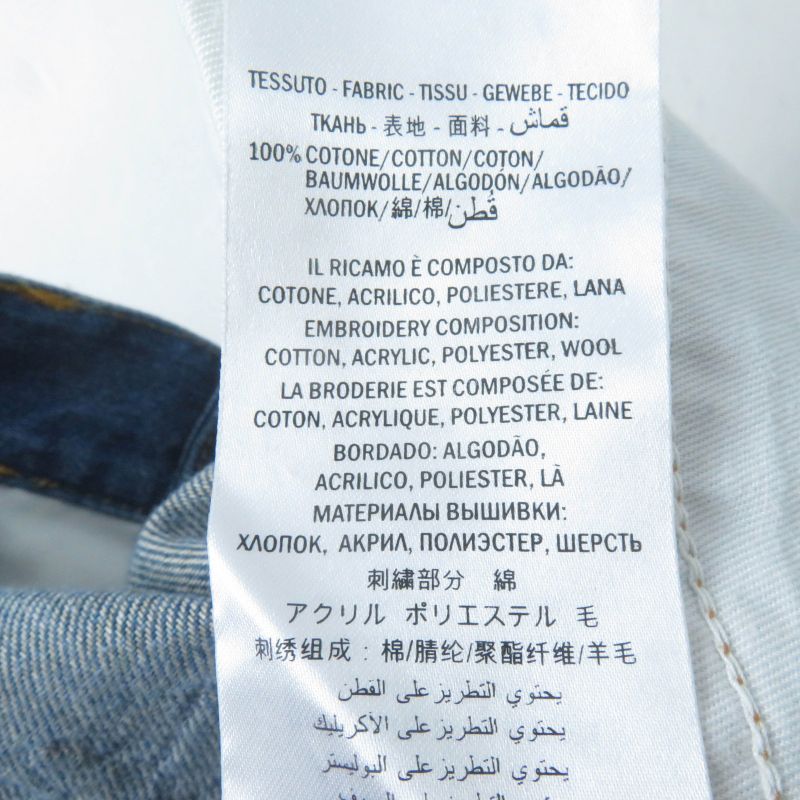 TESSUTO - FABRIC - TISSU - GEWEBE - TECIDO
ТКАНЬ - 表地 - 面料 - قماش
100% COTONE/COTTON/COTON/
BAUMWOLLE/ALGODÓN/ALGODÃO/
ХЛОПОК/綿/棉/قُطن
IL RICAMO È COMPOSTO DA:
COTONE, ACRILICO, POLIESTERE, LANA
EMBROIDERY COMPOSITION:
COTTON, ACRYLIC, POLYESTER, WOOL
LA BRODERIE EST COMPOSÉE DE:
COTON, ACRYLIQUE, POLYESTER, LAINE
BORDADO: ALGODÃO,
ACRILICO, POLIESTER, LÀ
МАТЕРИАЛЫ ВЫШИВКИ:
ХЛОПОК, АКРИЛ, ПОЛИЭСТЕР, ШЕРСТЬ
刺繍部分 綿
アクリル ポリエステル 毛
刺绣组成：棉/腈纶/聚酯纤维/羊毛
يحتوي التطريز على القطن
يحتوي التطريز على الأكريليك
يحتوي التطريز على البوليستر